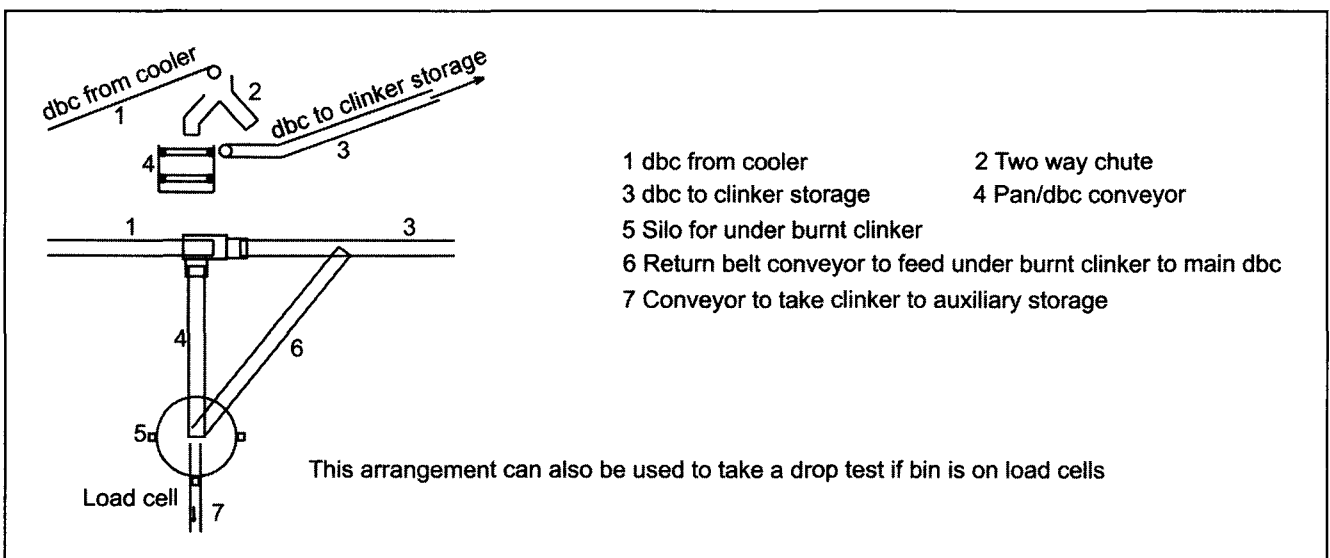 dbc from cooler
1
2
dbc to clinker storage
3
4
1 dbc from cooler 2 Two way chute
3 dbc to clinker storage 4 Pan/dbc conveyor
5 Silo for under burnt clinker
6 Return belt conveyor to feed under burnt clinker to main dbc
7 Conveyor to take clinker to auxiliary storage
1 3
4
6
5
This arrangement can also be used to take a drop test if bin is on load cells
Load cell
7